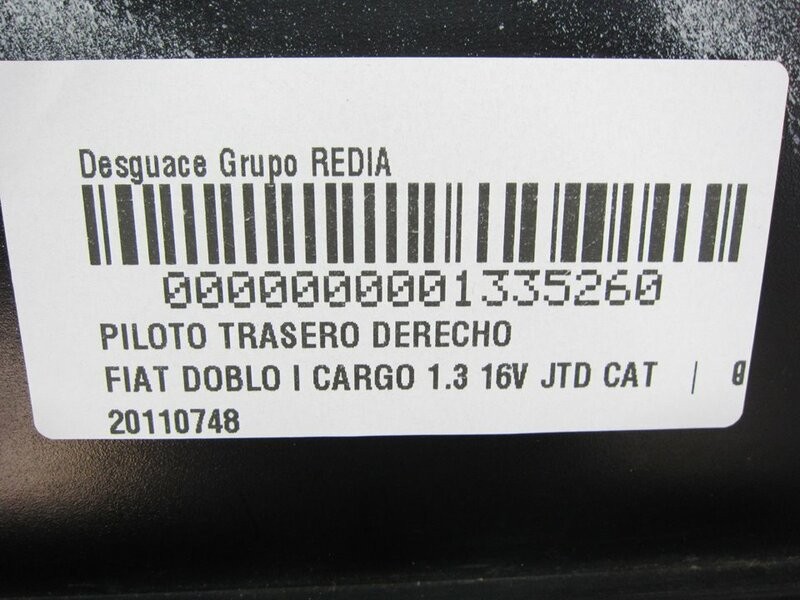 Desguace Grupo REDIA
0000000001335260
PILOTO TRASERO DERECHO
FIAT DOBLO I CARGO 1.3 16V JTD CAT |
20110748